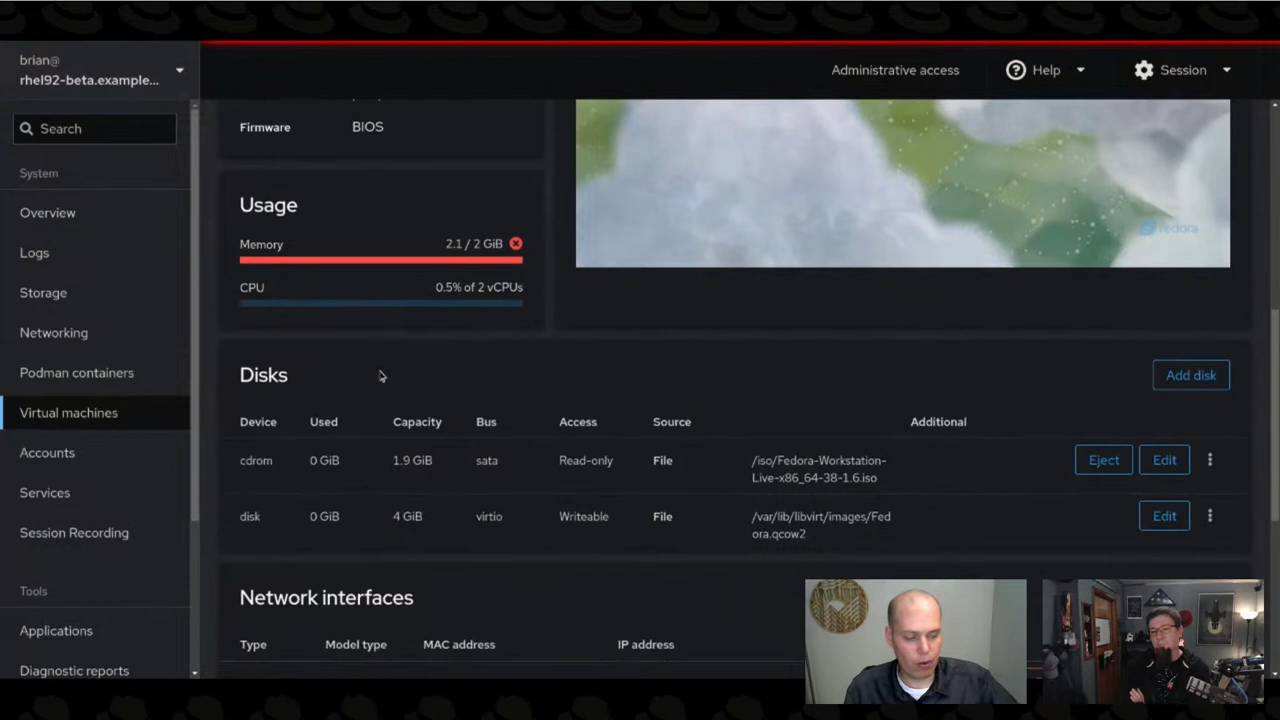 brian@
rhel92-beta.example...
Administrative access
Help
Session
Search
System
Overview
Logs
Storage
Networking
Podman containers
Virtual machines
Accounts
Services
Session Recording
Tools
Applications
Diagnostic reports
Firmware BIOS
Usage
Memory 2.1 / 2 GiB
CPU 0.5% of 2 vCPUs
fedora
Disks
Add disk
Device Used Capacity Bus Access Source Additional
cdrom 0 GiB 1.9 GiB sata Read-only File /iso/Fedora-Workstation-
Live-x86_64-38-1.6.iso
Eject Edit
disk 0 GiB 4 GiB virtio Writeable File /var/lib/libvirt/images/Fed
ora.qcow2
Edit
Network interfaces
Type Model type MAC address IP address